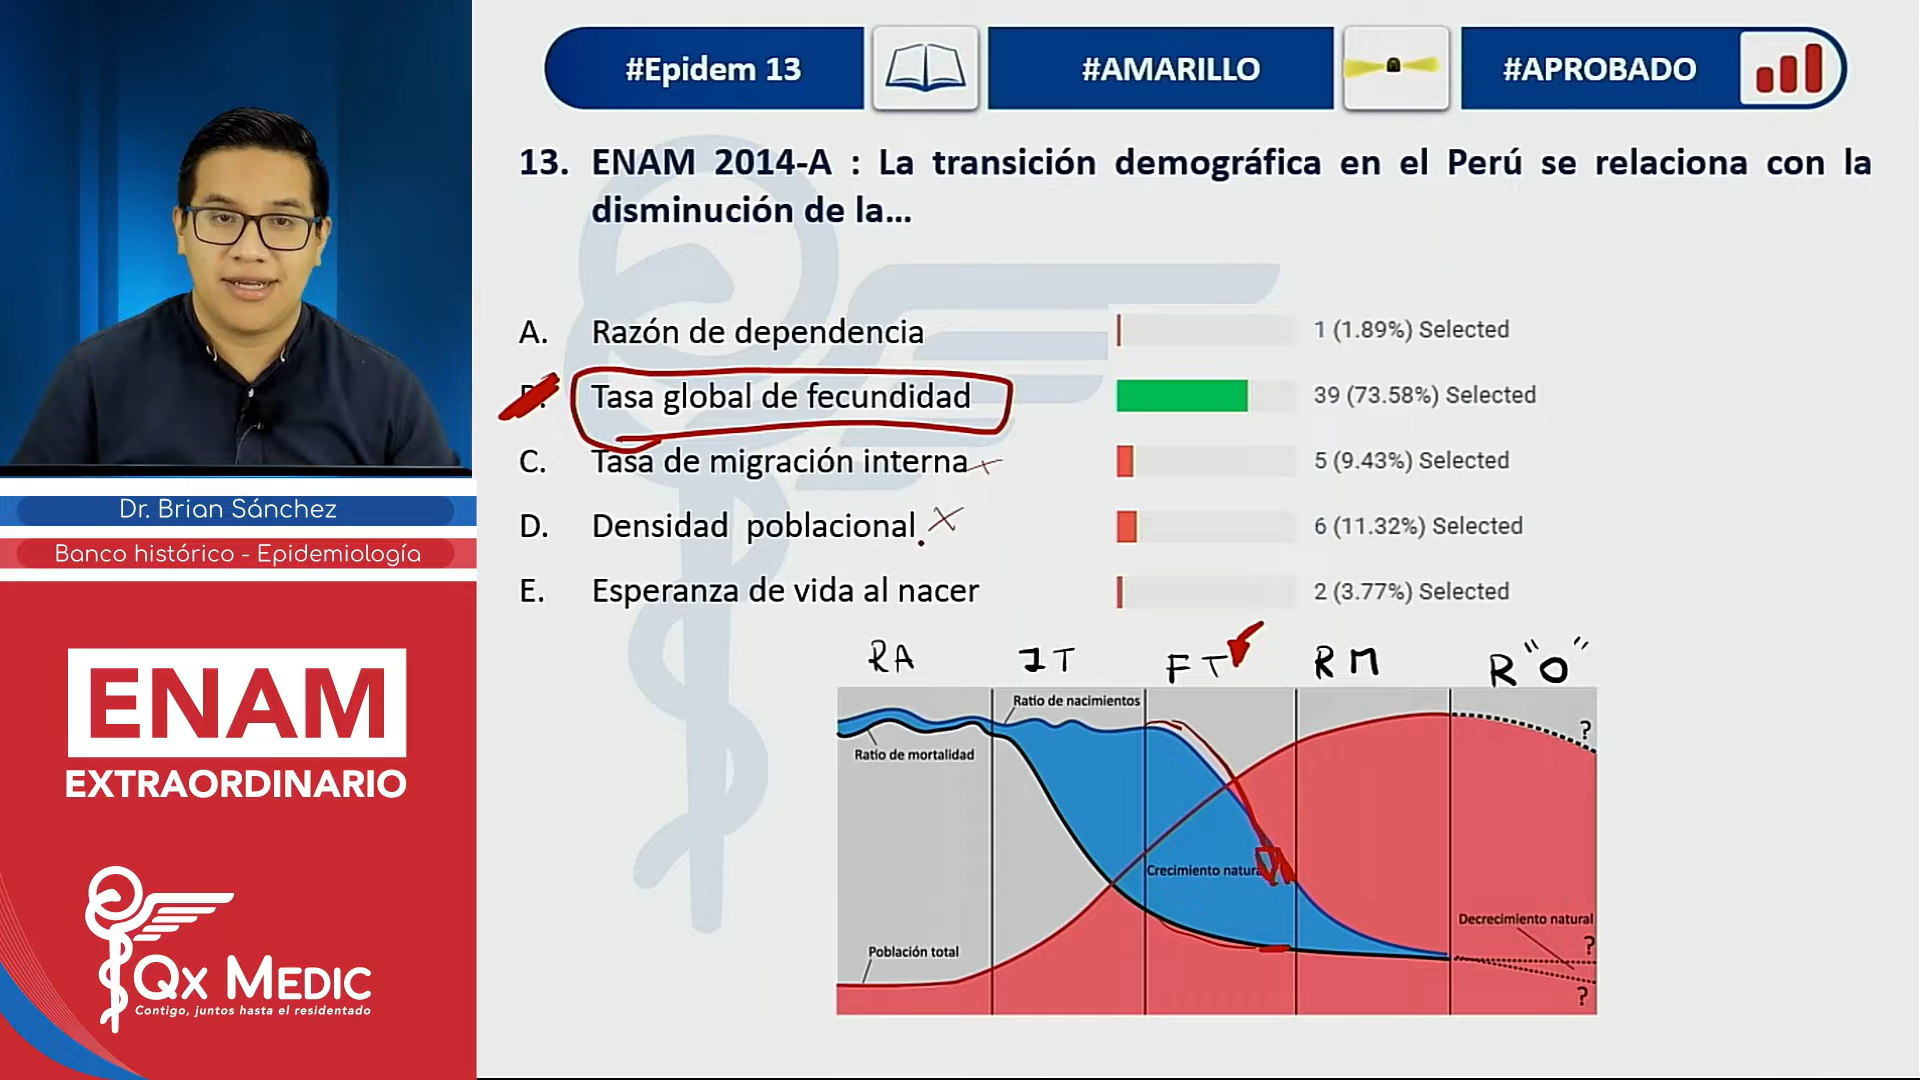 #Epidem 13
#AMARILLO
#APROBADO
13. ENAM 2014-A : La transición demográfica en el Perú se relaciona con la
disminución de la...
A. Razón de dependencia
1 (1.89%) Selected
Tasa global de fecundidad
39 (73.58%) Selected
C. Tasa de migración interna
5 (9.43%) Selected
D. Densidad poblacional
6 (11.32%) Selected
E. Esperanza de vida al nacer
2 (3.77%) Selected
RA IT FT RM R"O"
Ratio de nacimientos
Ratio de mortalidad
Crecimiento natural
Población total
Decrecimiento natural
?
?
?
Dr. Brian Sánchez
Banco histórico - Epidemiología
ENAM
EXTRAORDINARIO
QX MEDIC
Contigo, juntos hasta el residentado